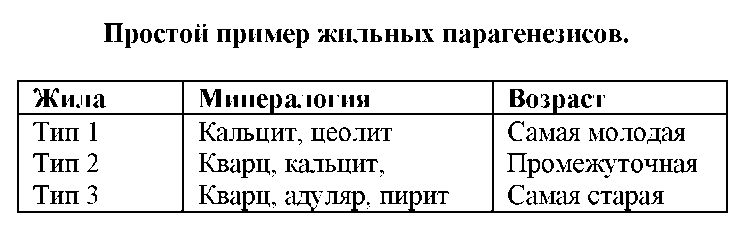 Простой пример жильных парагенезисов.
Жила Минералогия Возраст
Тип 1 Кальцит, цеолит Самая молодая
Тип 2 Кварц, кальцит, Промежуточная
Тип 3 Кварц, адуляр, пирит Самая старая